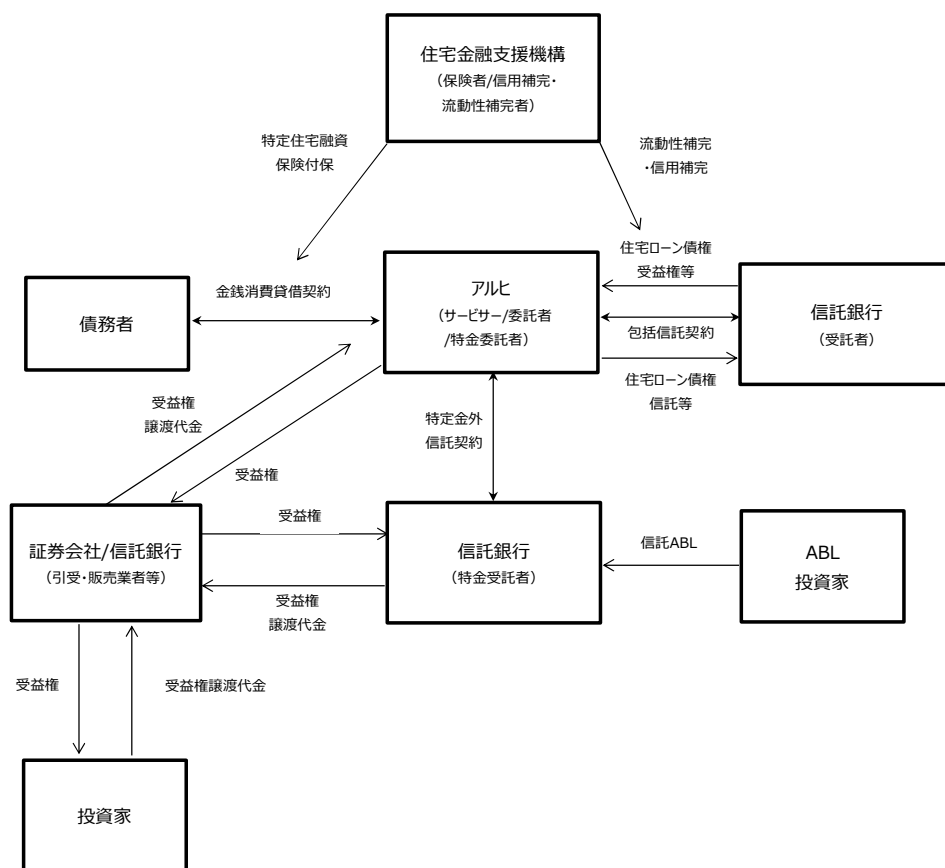 住宅金融支援機構
（保険者/信用補完・
流動性補完者）
特定住宅融資
保険付保
流動性補完
・信用補完
住宅ローン債権
受益権等
アルヒ
（サービサー/委託者
/特金委託者）
金銭消費貸借契約
債務者
包括信託契約
信託銀行
（受託者）
住宅ローン債権
信託等
受益権
譲渡代金
特定金外
信託契約
受益権
受益権
証券会社/信託銀行
（引受・販売業者等）
信託銀行
（特金受託者）
信託ABL
ABL
投資家
受益権
譲渡代金
受益権
受益権譲渡代金
投資家